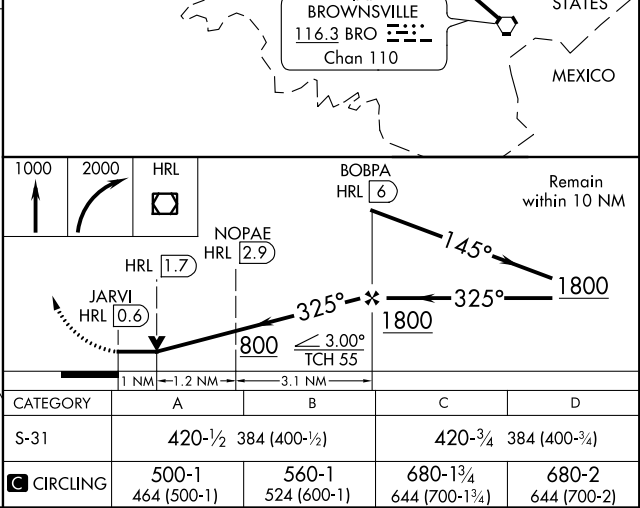 STATES
BROWNSVILLE
116.3 BRO
Chan 110
MEXICO
1000
2000
HRL
BOBPA
HRL 6
Remain
within 10 NM
NOPAE
HRL 2.9
HRL 1.7
JARVI
HRL 0.6
145°
1800
325°
325°
1800
800
3.00°
TCH 55
1 NM
1.2 NM
3.1 NM
CATEGORY A B C D
S-31 420-½ 384 (400-½) 420-¾ 384 (400-¾)
C CIRCLING 500-1 560-1 680-1¾ 680-2
464 (500-1) 524 (600-1) 644 (700-1¾) 644 (700-2)